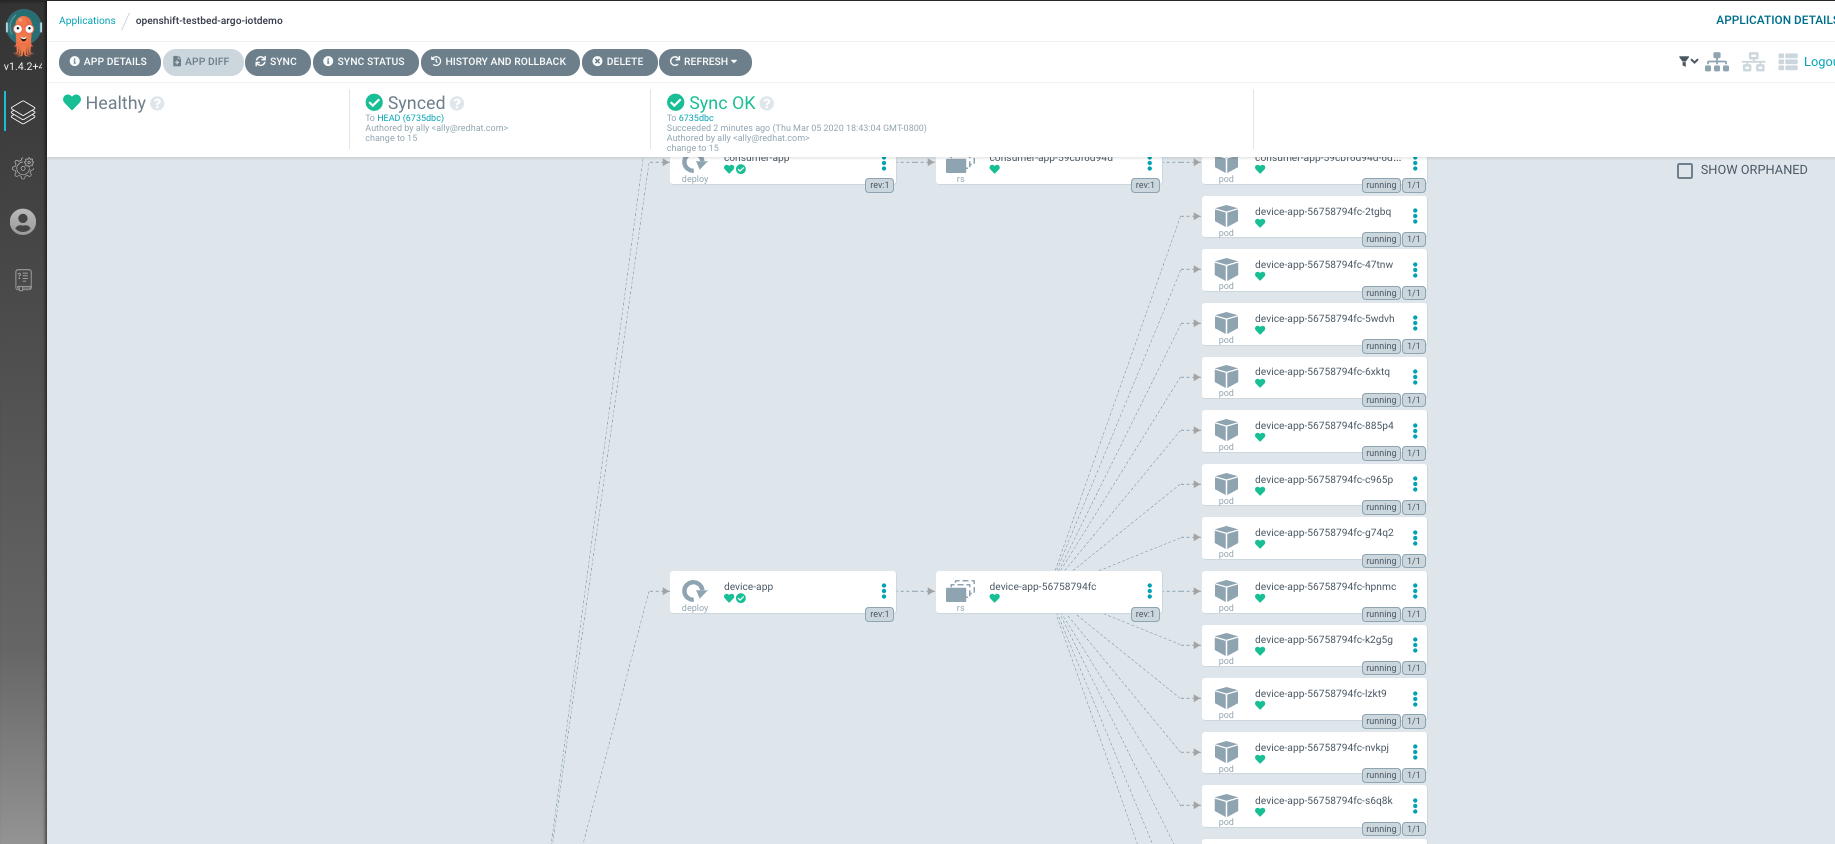 Applications / openshift-testbed-argo-iotdemo
APPLICATION DETAILS
v1.4.2+4
APP DETAILS
APP DIFF
SYNC
SYNC STATUS
HISTORY AND ROLLBACK
DELETE
REFRESH
Logou
Healthy
Synced
To HEAD (6735dbc)
Authored by ally <ally@redhat.com>
change to 15
Sync OK
To 6735dbc
Succeeded 2 minutes ago (Thu Mar 05 2020 18:43:04 GMT-0800)
Authored by ally <ally@redhat.com>
change to 15
SHOW ORPHANED
consumer-app
deploy
rev:1
rs
rev:1
pod
running 1/1
device-app-56758794fc-2tgbq
pod
running 1/1
device-app-56758794fc-47tnw
pod
running 1/1
device-app-56758794fc-5wdvh
pod
running 1/1
device-app-56758794fc-6xktq
pod
running 1/1
device-app-56758794fc-885p4
pod
running 1/1
device-app-56758794fc-c965p
pod
running 1/1
device-app-56758794fc-g74q2
pod
running 1/1
device-app
deploy
rev:1
device-app-56758794fc
rs
rev:1
device-app-56758794fc-hpnmc
pod
running 1/1
device-app-56758794fc-k2g5g
pod
running 1/1
device-app-56758794fc-lzkt9
pod
running 1/1
device-app-56758794fc-nvkpj
pod
running 1/1
device-app-56758794fc-s6q8k
pod
running 1/1